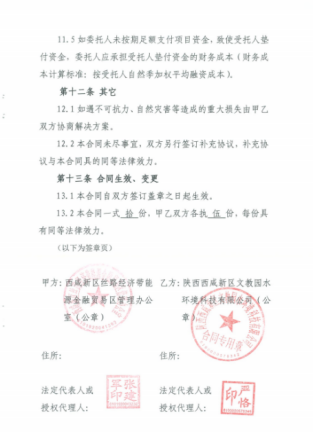 11.5 如委托人未按期足额支付项目资金，致使受托人垫
付资金，委托人应承担受托人垫付资金的财务成本（财务成
本计算标准：按受托人自然季加权平均融资成本）。
第十二条 其它
12.1 如遇不可抗力、自然灾害等造成的重大损失由甲乙
双方协商解决方案。
12.2 本合同未尽事宜，双方另行签订补充协议，补充协
议与本合同具的同等法律效力。
第十三条 合同生效、变更
13.1 本合同自双方签订盖章之日起生效。
13.2 本合同一式 拾 份，甲乙双方各执 伍 份，每份具
有同等法律效力。
（以下为签章页）
甲方：西咸新区丝路经济带能
源金融贸易区管理办公
室（公章）
乙方：陕西西咸新区文教园水
环境科技有限公司（公
章）
合同专用章
住所：
住所：
法定代表人或
授权代理人：
法定代表人或
授权代理人：
严格
印